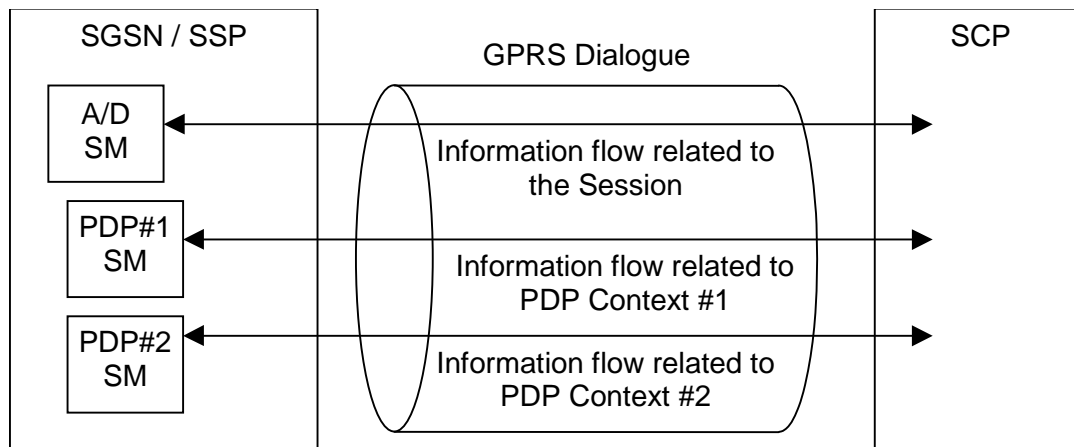 SGSN / SSP
GPRS Dialogue
SCP
A/D
SM
Information flow related to
the Session
PDP#1
SM
Information flow related to
PDP Context #1
PDP#2
SM
Information flow related to
PDP Context #2